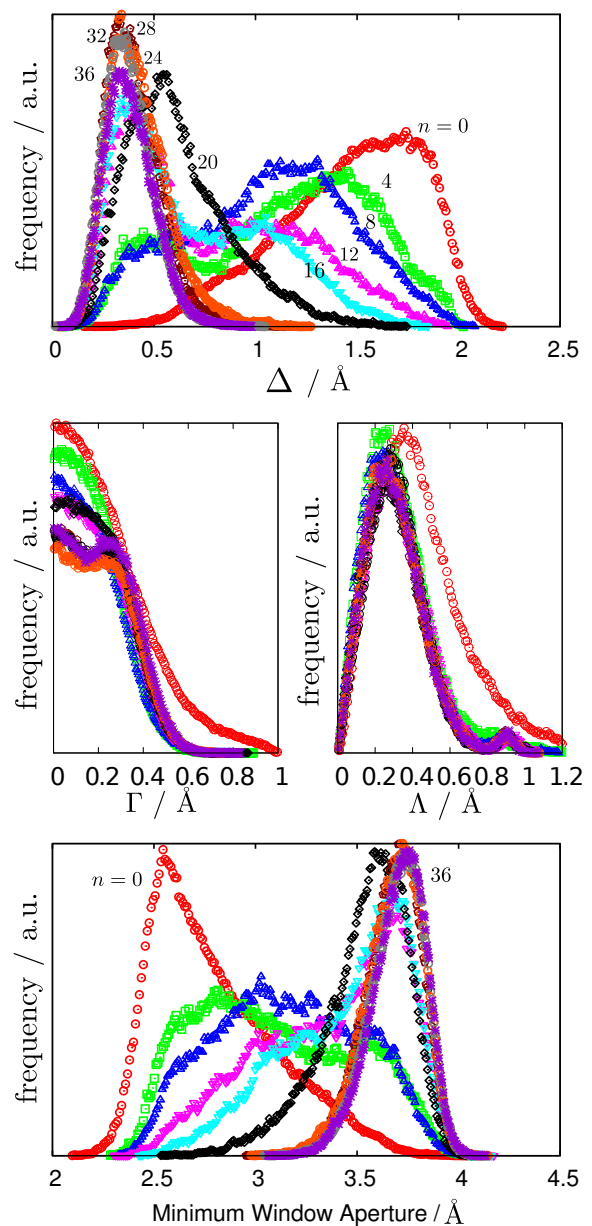 32
28
24
36
20
n = 0
4
8
12
16
frequency / a.u.
0 0.5 1 1.5 2 2.5
Δ / Å
frequency / a.u.
0 0.2 0.4 0.6 0.8 1
Γ / Å
frequency / a.u.
0 0.2 0.4 0.6 0.8 1 1.2
Λ / Å
n = 0
36
frequency / a.u.
2 2.5 3 3.5 4 4.5
Minimum Window Aperture / Å